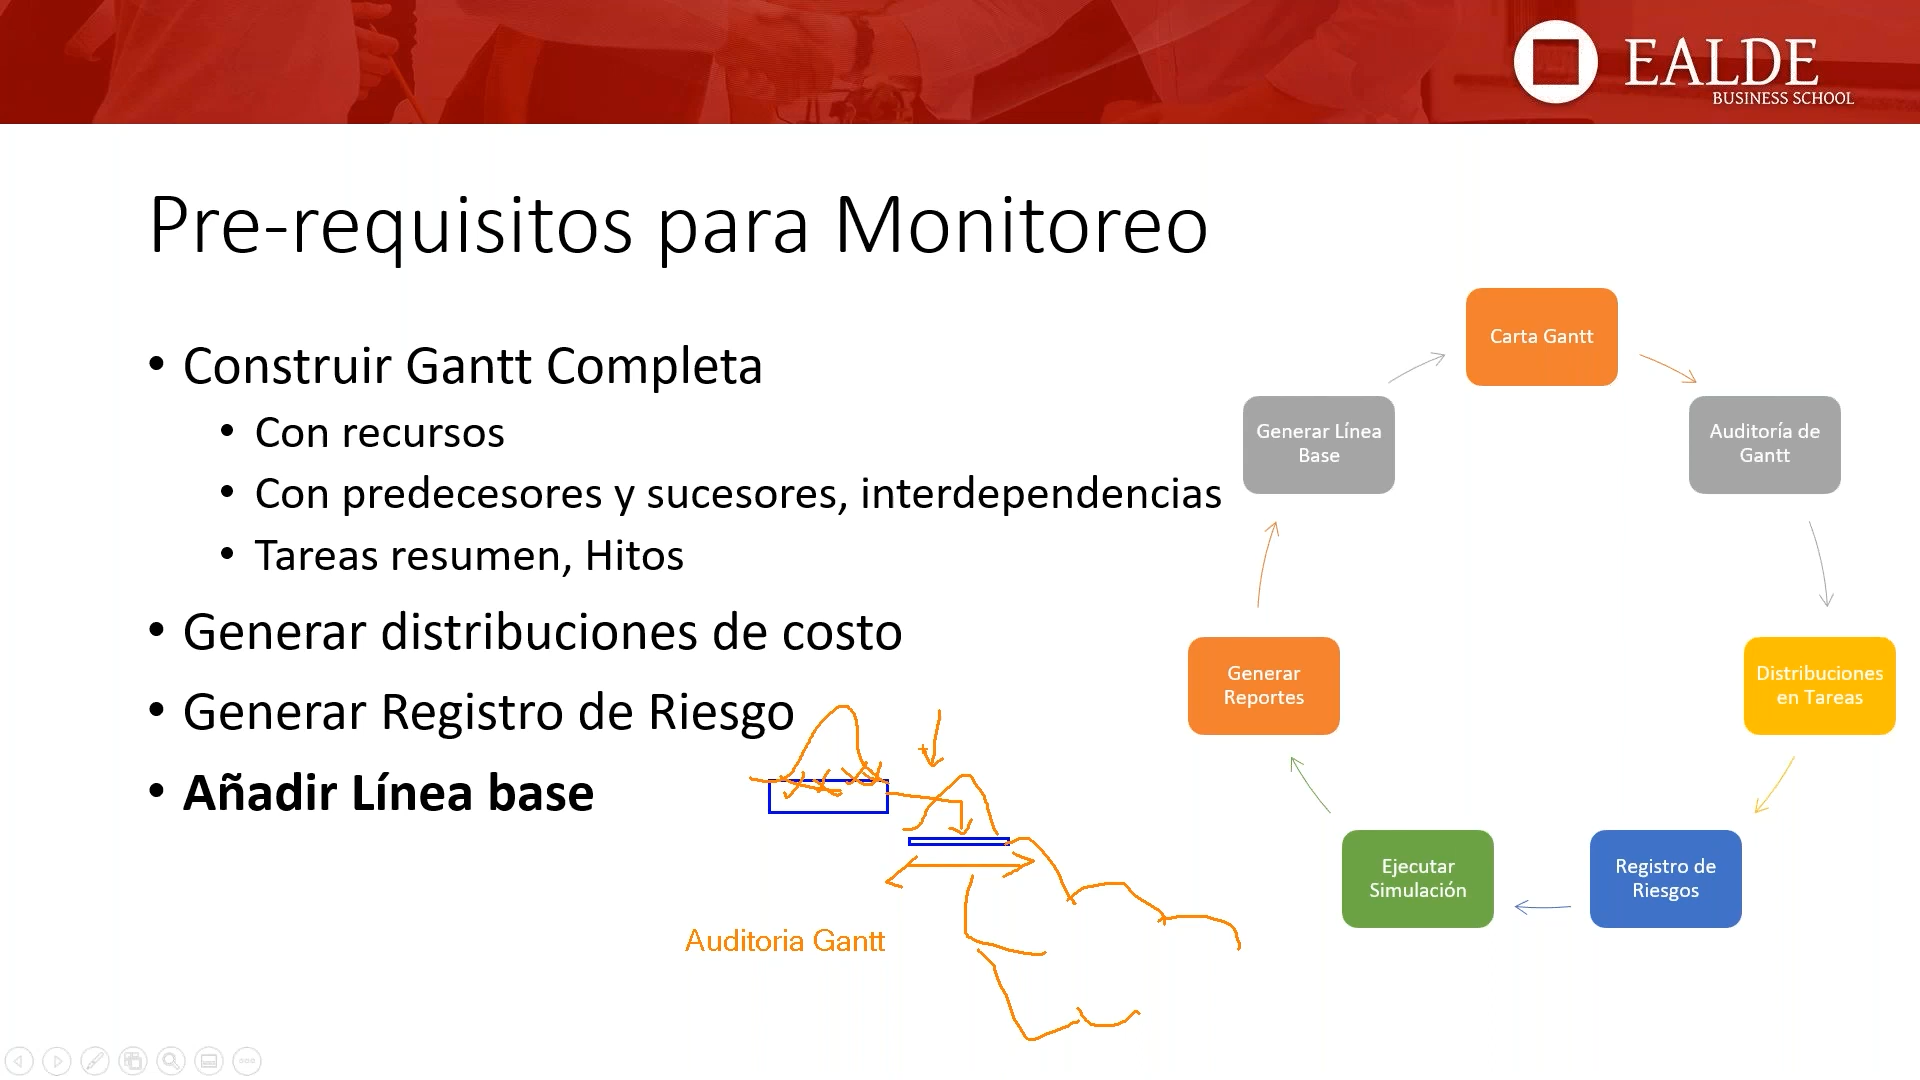 EALDE
BUSINESS SCHOOL
Pre-requisitos para Monitoreo
• Construir Gantt Completa
• Con recursos
• Con predecesores y sucesores, interdependencias
• Tareas resumen, Hitos
• Generar distribuciones de costo
• Generar Registro de Riesgo
• Añadir Línea base
Auditoria Gantt
Carta Gantt
Auditoría de
Gantt
Distribuciones
en Tareas
Registro de
Riesgos
Ejecutar
Simulación
Generar
Reportes
Generar Línea
Base